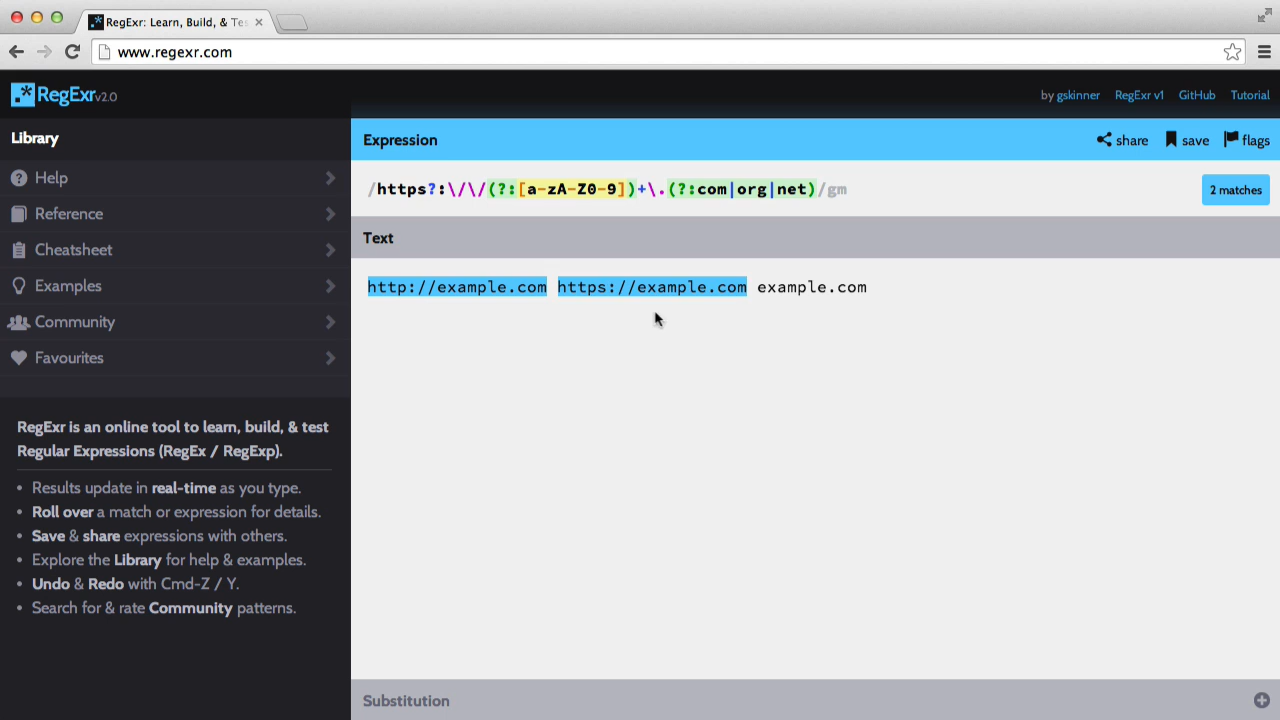 RegExr: Learn, Build, & Tes
www.regexr.com
.* RegExr v2.0
by gskinner RegExr v1 GitHub Tutorial
Library
Help
Reference
Cheatsheet
Examples
Community
Favourites
RegExr is an online tool to learn, build, & test
Regular Expressions (RegEx / RegExp).
• Results update in real-time as you type.
• Roll over a match or expression for details.
• Save & share expressions with others.
• Explore the Library for help & examples.
• Undo & Redo with Cmd-Z / Y.
• Search for & rate Community patterns.
Expression share save flags
/https?:\/\/(?:[a-zA-Z0-9])+\.(?:com|org|net)/gm 2 matches
Text
http://example.com https://example.com example.com
Substitution